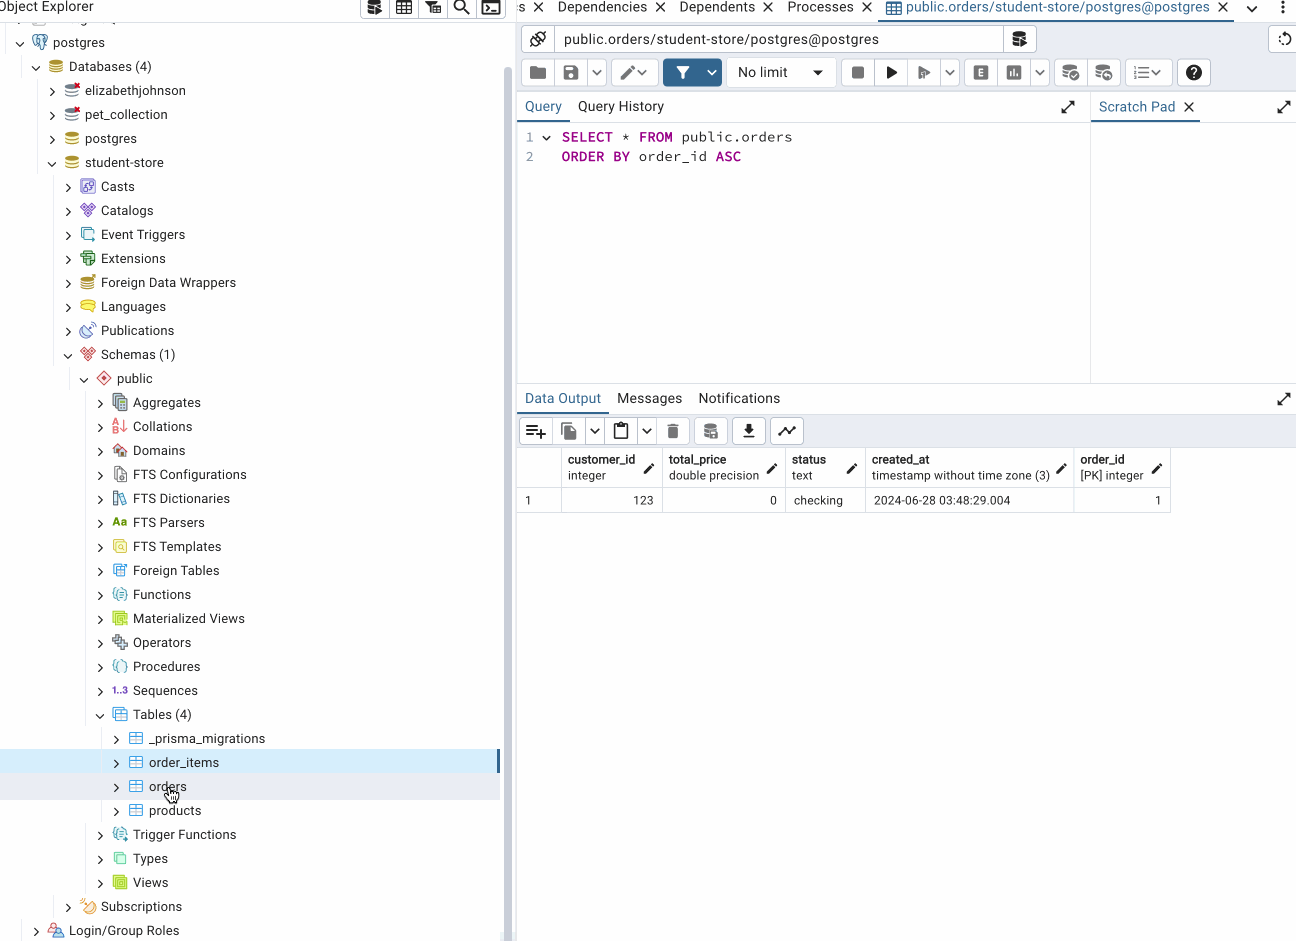 Object Explorer
postgres
Databases (4)
elizabethjohnson
pet_collection
postgres
student-store
Casts
Catalogs
Event Triggers
Extensions
Foreign Data Wrappers
Languages
Publications
Schemas (1)
public
Aggregates
Collations
Domains
FTS Configurations
FTS Dictionaries
Aa FTS Parsers
FTS Templates
Foreign Tables
Functions
Materialized Views
Operators
Procedures
1..3 Sequences
Tables (4)
_prisma_migrations
order_items
orders
products
Trigger Functions
Types
Views
Subscriptions
Login/Group Roles
s Dependencies Dependents Processes public.orders/student-store/postgres@postgres
public.orders/student-store/postgres@postgres
No limit E
Query Query History Scratch Pad
1 SELECT * FROM public.orders
2 ORDER BY order_id ASC
Data Output Messages Notifications
customer_id total_price status created_at order_id
integer double precision text timestamp without time zone (3) [PK] integer
1 123 0 checking 2024-06-28 03:48:29.004 1